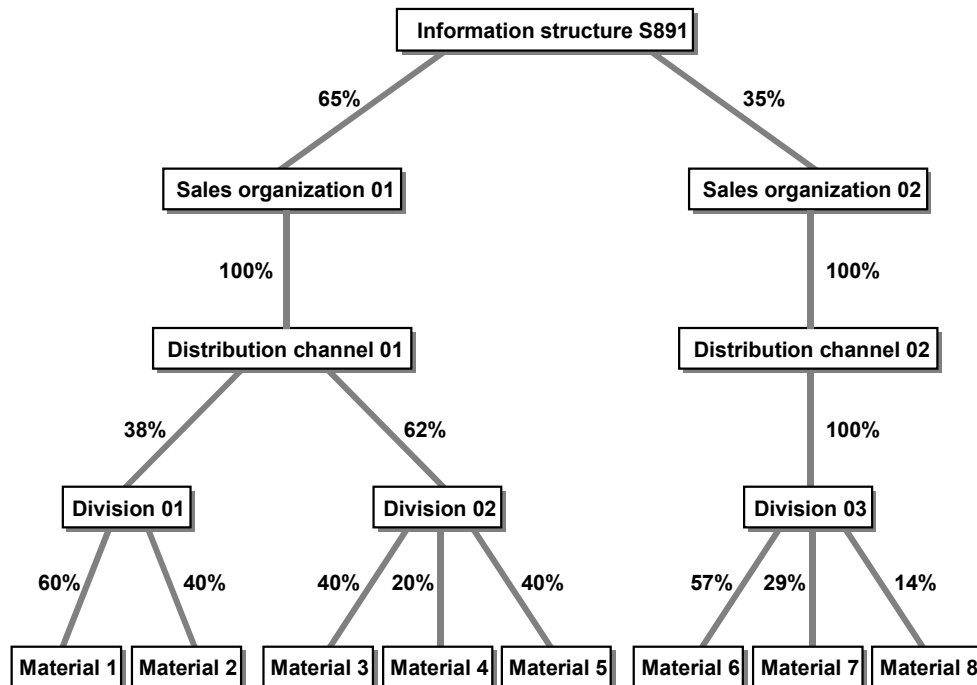 Information structure S891
65%
35%
Sales organization 01
Sales organization 02
100%
100%
Distribution channel 01
Distribution channel 02
38%
62%
100%
Division 01
Division 02
Division 03
60%
40%
40%
20%
40%
57%
29%
14%
Material 1
Material 2
Material 3
Material 4
Material 5
Material 6
Material 7
Material 8